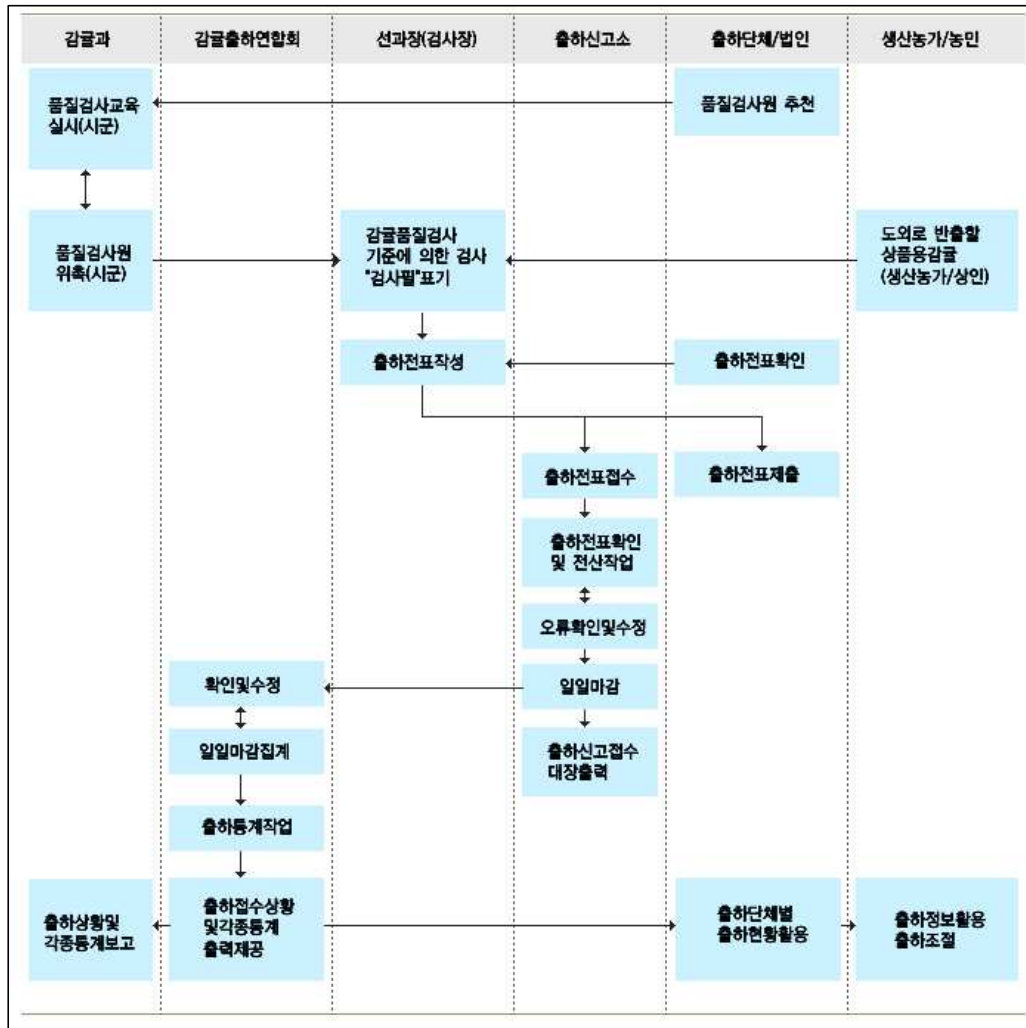 감귤과
감귤출하연합회
선과장(검사장)
출하신고소
출하단체/법인
생산농가/농민
품질검사교육
실시(시군)
품질검사원 추천
품질검사원
위촉(시군)
감귤품질검사
기준에 의한 검사
"검사필"표기
도외로 반출할
상품용감귤
(생산농가/상인)
출하전표작성
출하전표확인
출하전표접수
출하전표제출
출하전표확인
및 전산작업
오류확인및수정
확인및수정
일일마감
일일마감집계
출하신고접수
대장출력
출하통계작업
출하상황및
각종통계보고
출하접수상황
및각종통계
출력제공
출하단체별
출하현황활용
출하정보활용
출하조절